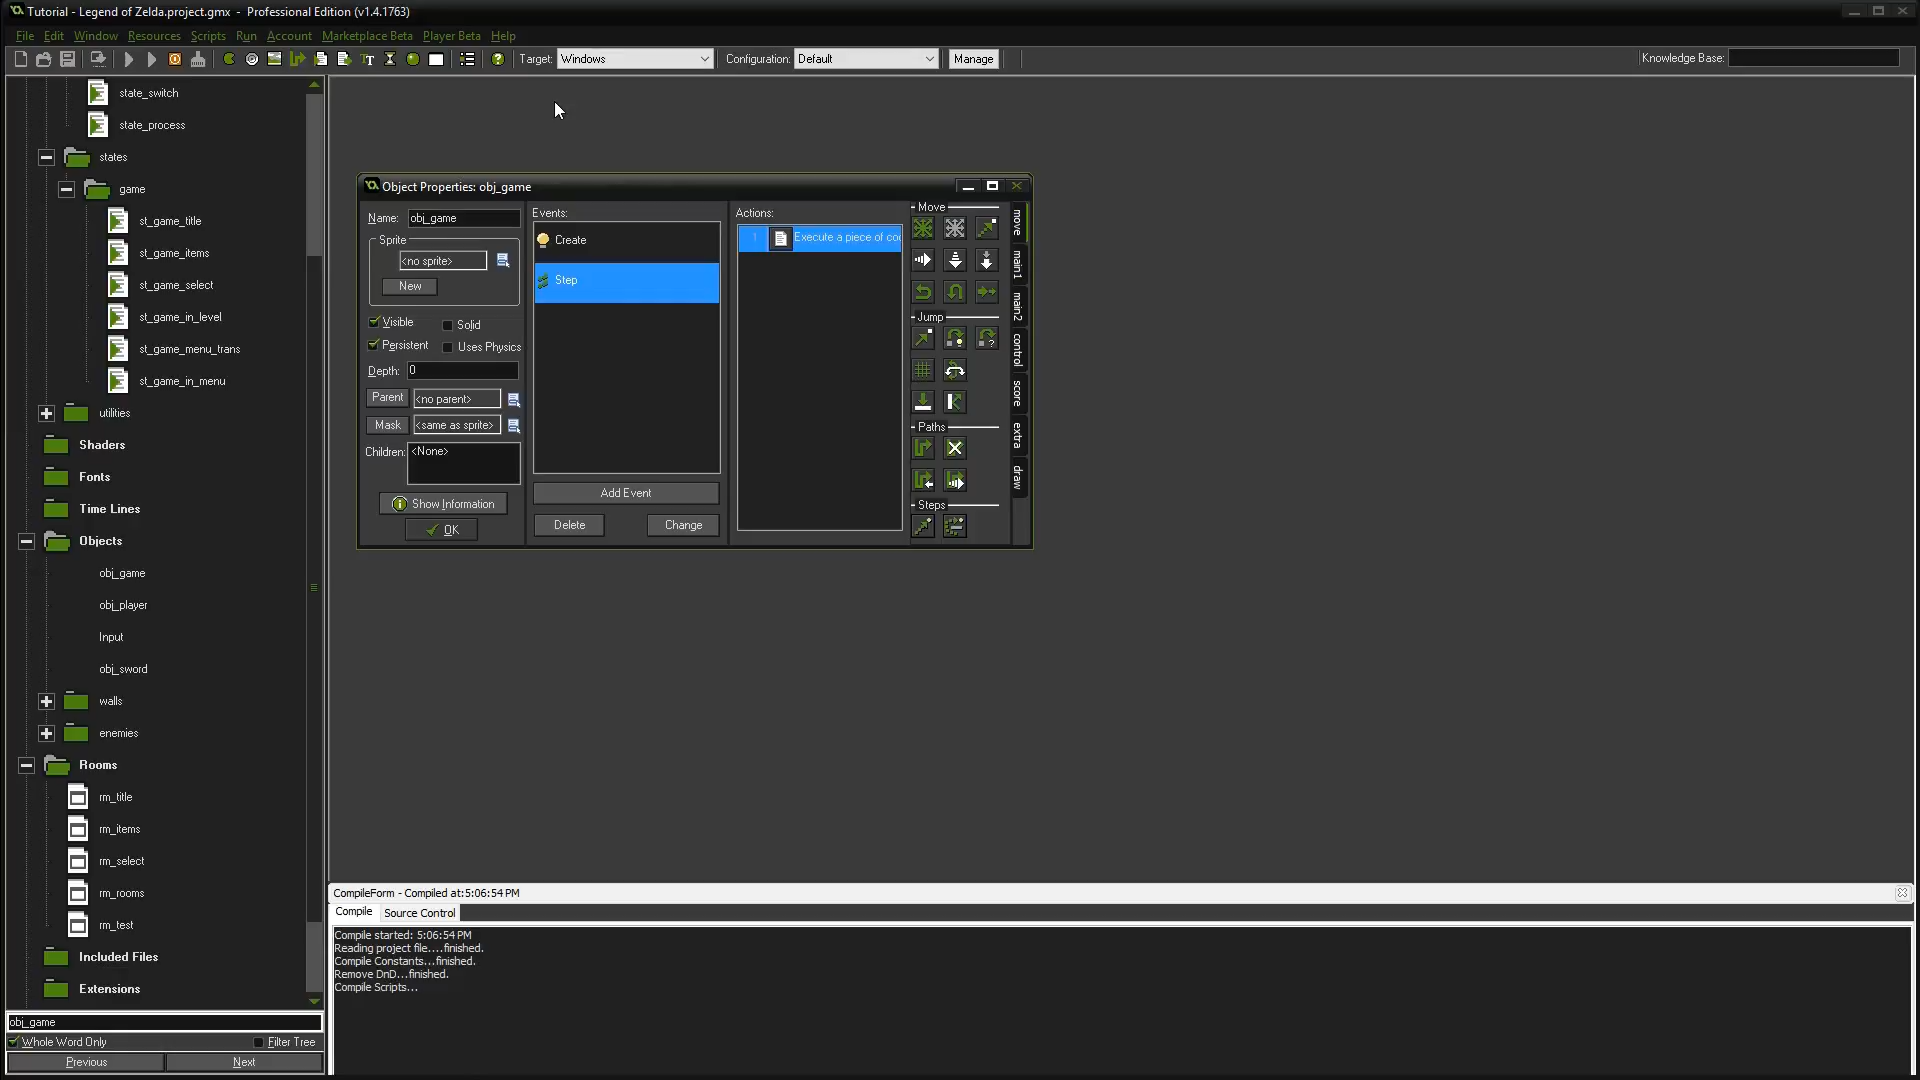 Tutorial - Legend of Zelda.project.gmx - Professional Edition (v1.4.1763)
File Edit Window Resources Scripts Run Account Marketplace Beta Player Beta Help
Target: Windows Configuration: Default Manage Knowledge Base:
state_switch
state_process
states
game
st_game_title
st_game_items
st_game_select
st_game_in_level
st_game_menu_trans
st_game_in_menu
utilities
Shaders
Fonts
Time Lines
Objects
obj_game
obj_player
Input
obj_sword
walls
enemies
Rooms
rm_title
rm_items
rm_select
rm_rooms
rm_test
Included Files
Extensions
obj_game
Whole Word Only Filter Tree
Previous Next
Object Properties: obj_game
Name: obj_game
Sprite
<no sprite>
New
Visible Solid
Persistent Uses Physics
Depth: 0
Parent <no parent>
Mask <same as sprite>
Children: <None>
Show Information
OK
Events:
Create
Step
Add Event
Delete Change
Actions:
1 Execute a piece of co
Move
Jump
Paths
Steps
move
main1
main2
control
score
extra
draw
CompileForm - Compiled at:5:06:54 PM
Compile Source Control
Compile started: 5:06:54 PM
Reading project file....finished.
Compile Constants...finished.
Remove DnD...finished.
Compile Scripts...